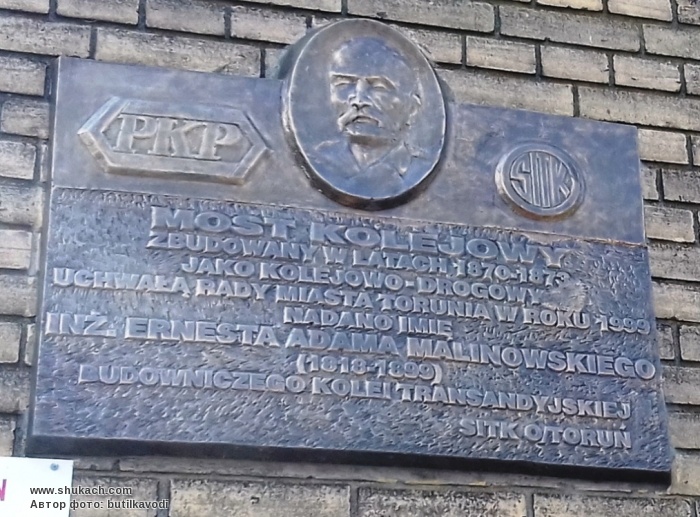 PKP
SITK
MOST KOLEJOWY
ZBUDOWANY W LATACH 1870-1873
JAKO KOLEJOWO-DROGOWY
UCHWAŁĄ RADY MIASTA TORUNIA W ROKU 1999
NADANO IMIĘ
INŻ. ERNESTA ADAMA MALINOWSKIEGO
(1818-1899)
BUDOWNICZEGO KOLEI TRANSANDYJSKIEJ
SITK O/TORUŃ
www.shukach.com
Автор фото: butilkavodi